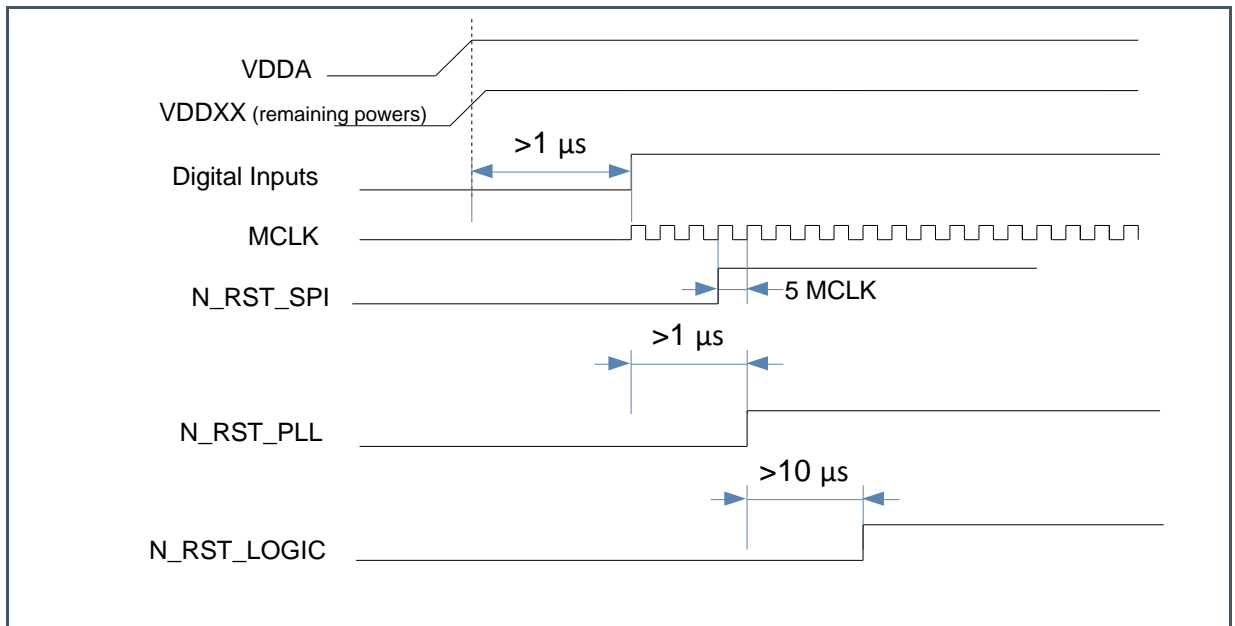 VDDA
VDDXX (remaining powers)
>1 µs
Digital Inputs
MCLK
N_RST_SPI
5 MCLK
>1 µs
N_RST_PLL
>10 µs
N_RST_LOGIC